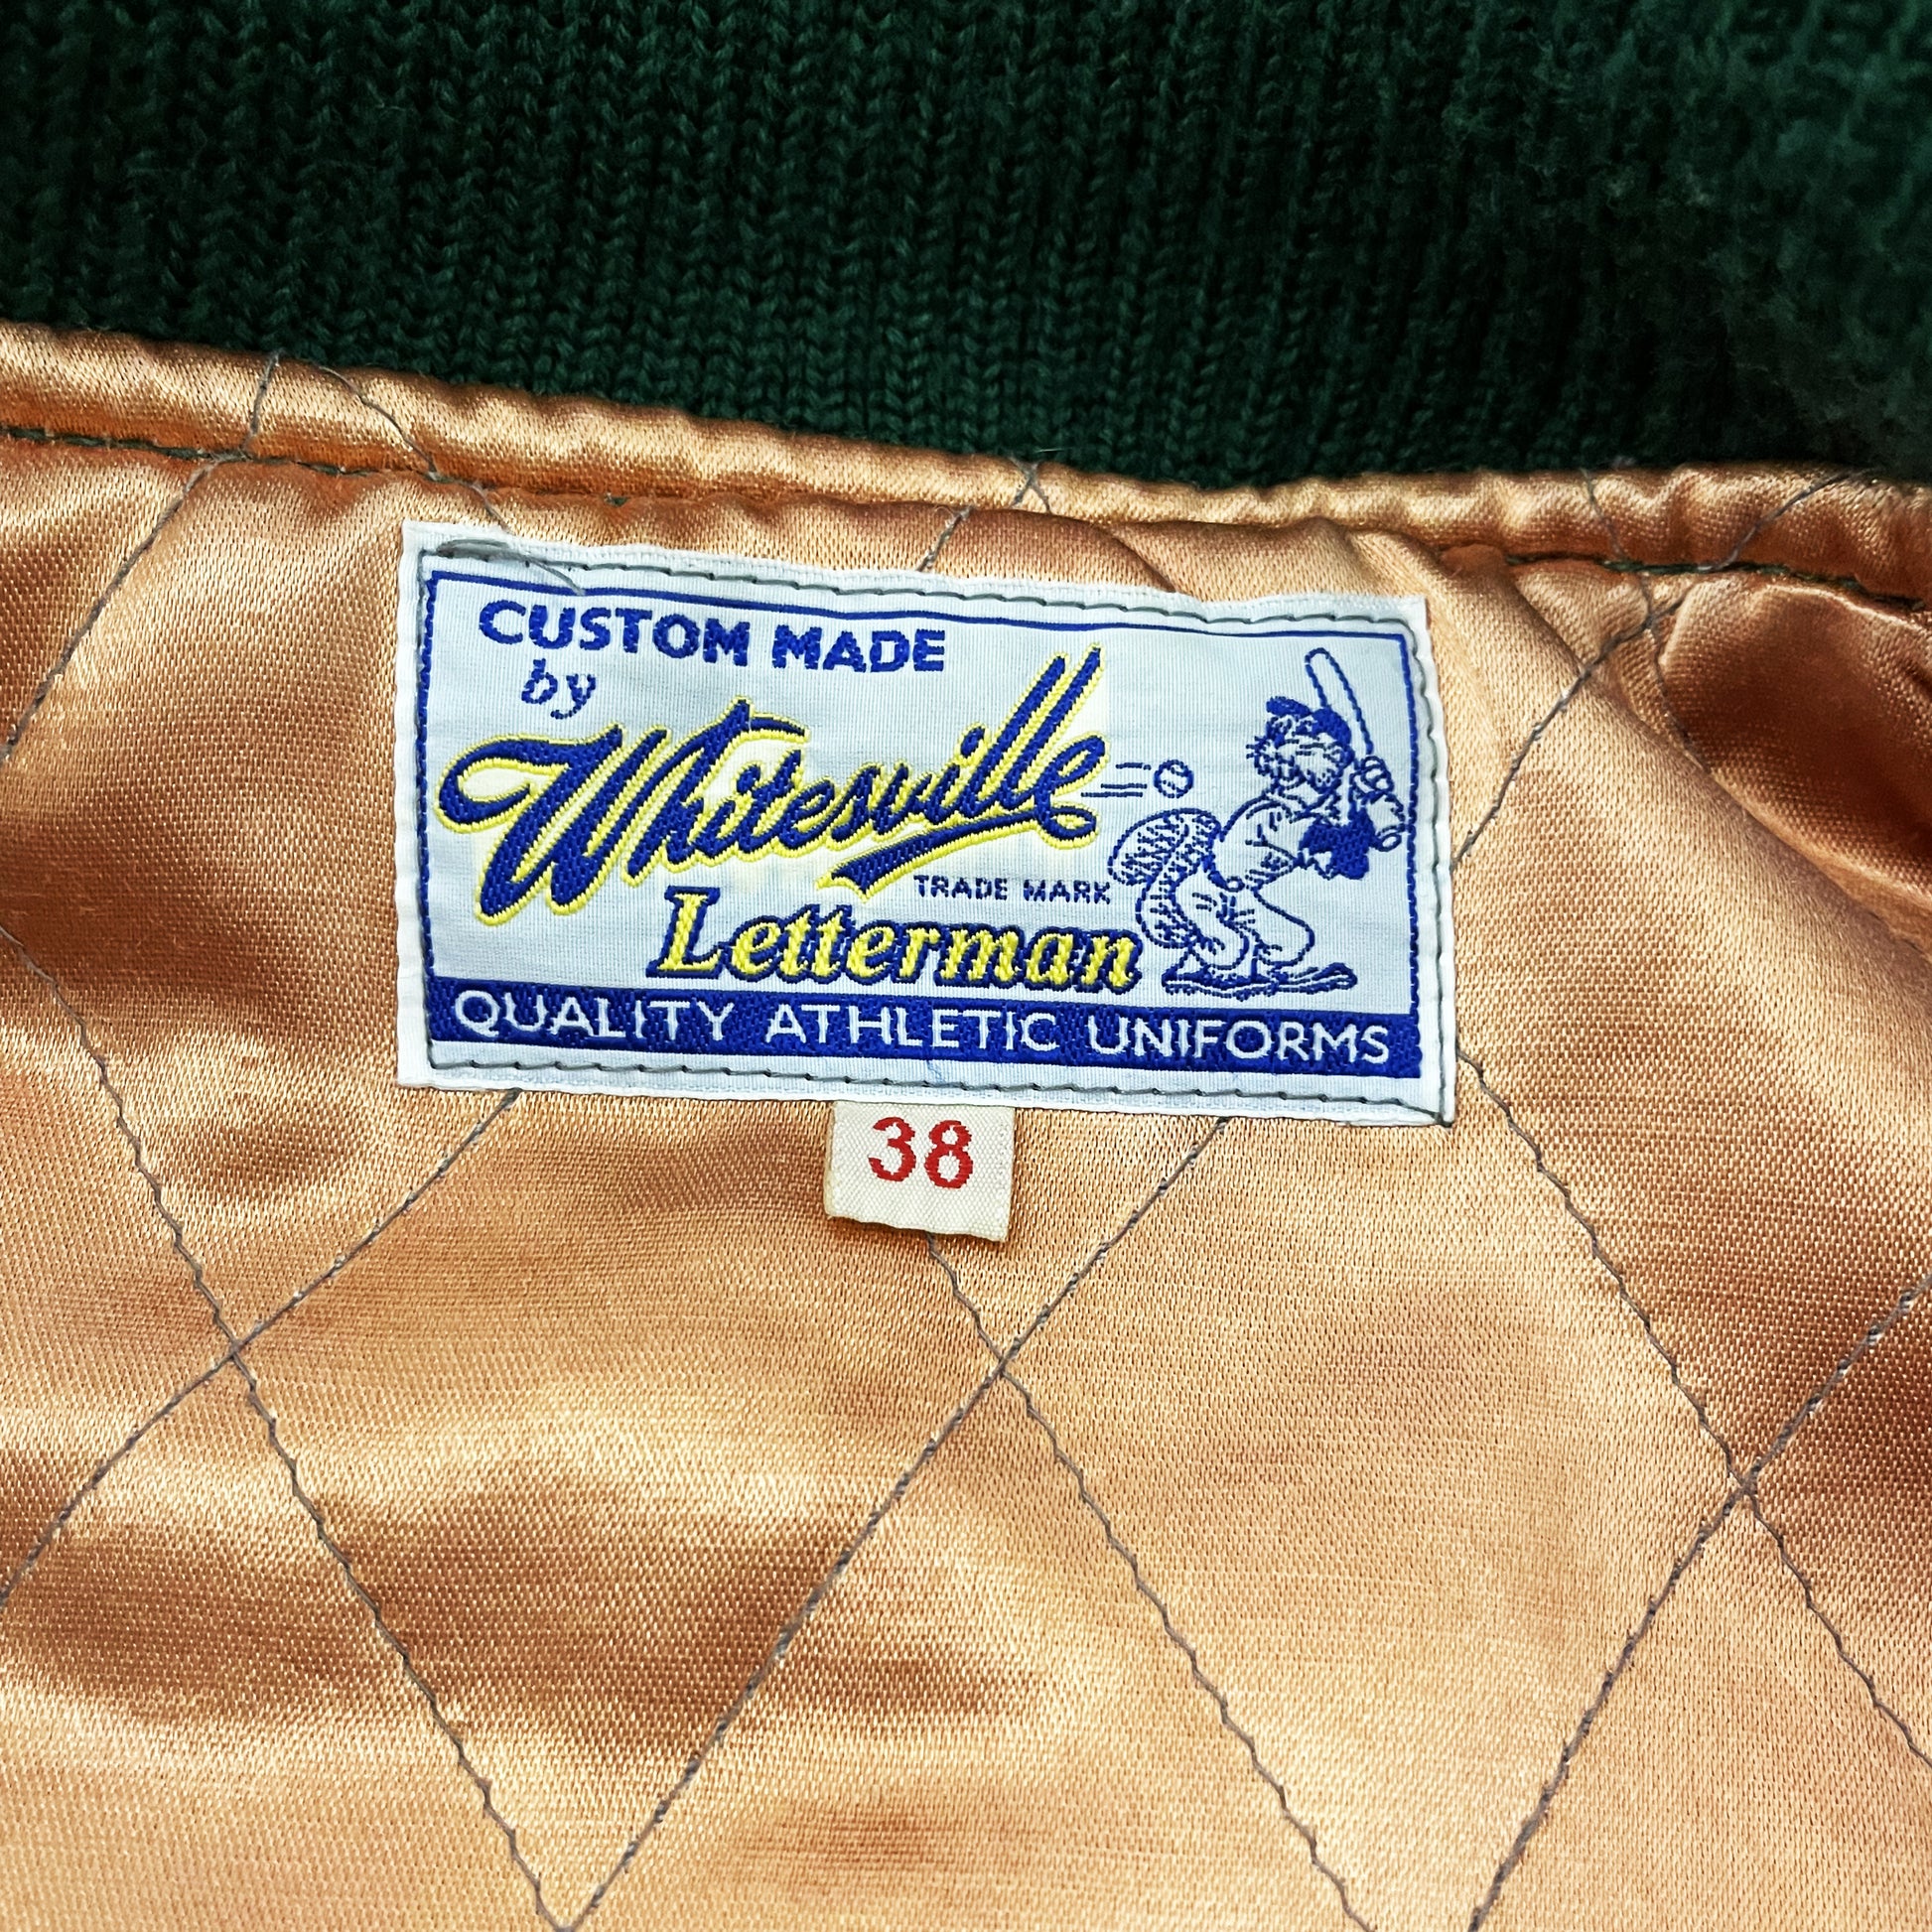 CUSTOM MADE
by
Whitesville
TRADE MARK
Letterman
QUALITY ATHLETIC UNIFORMS
38